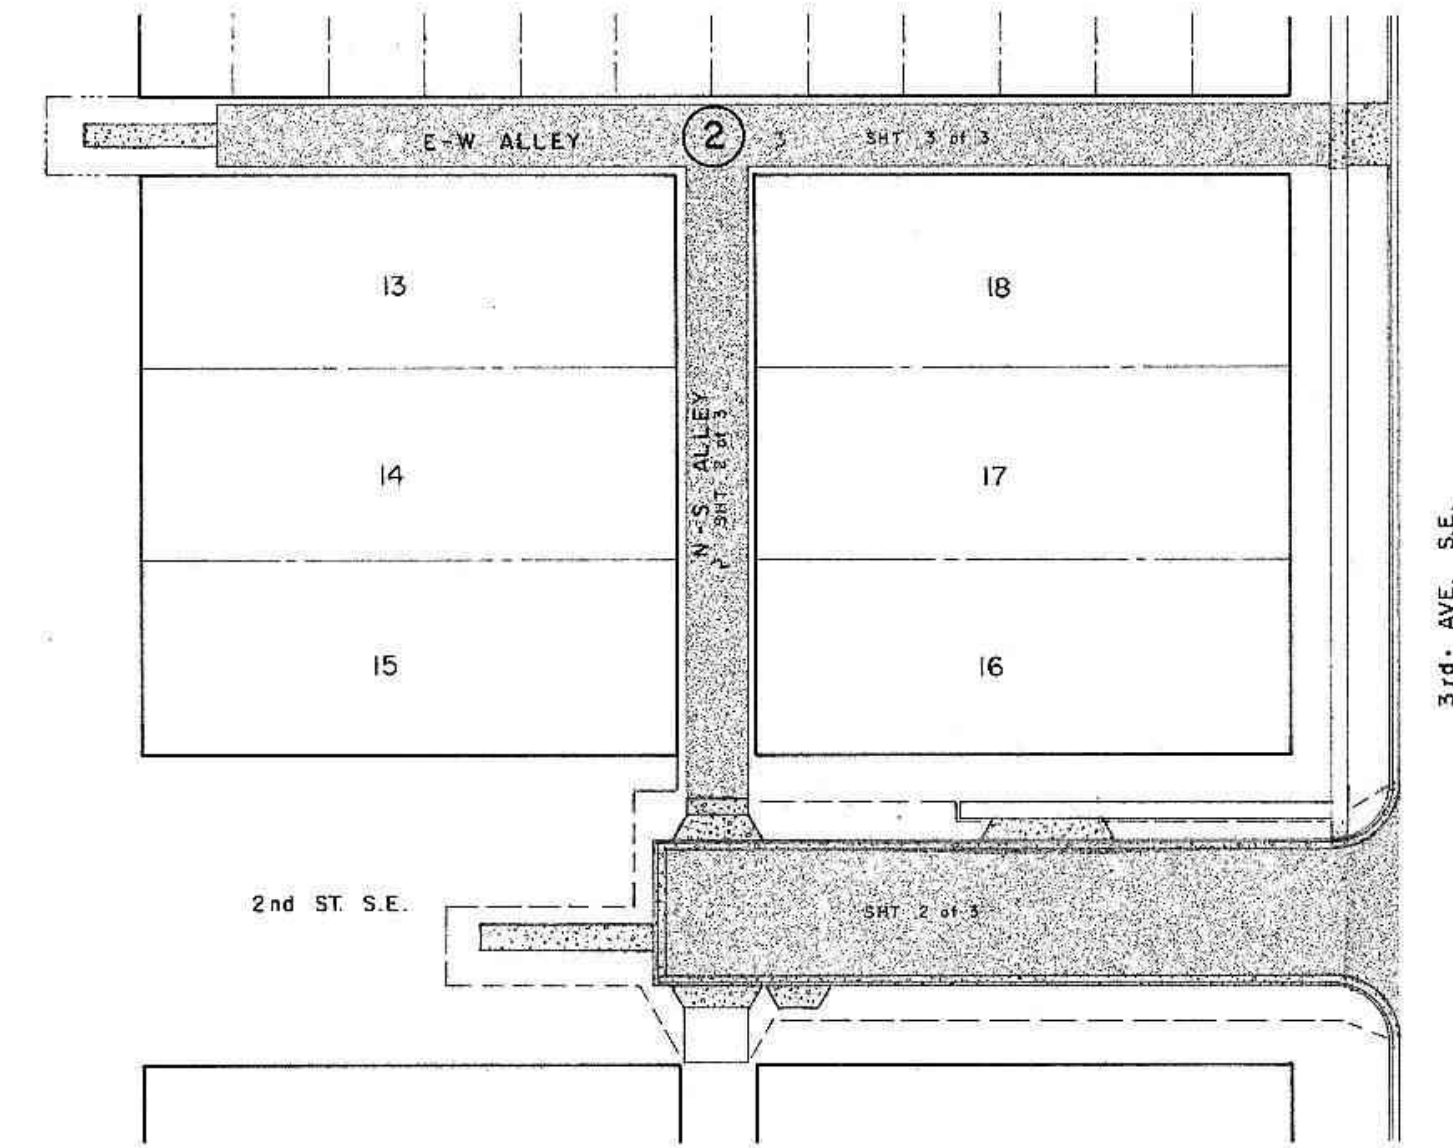 E-W ALLEY
2
3
SHT 3 of 3
13
18
N-S ALLEY
SHT 2 of 3
14
17
3rd. AVE. S.E.
15
16
2nd ST. S.E.
SHT 2 of 3